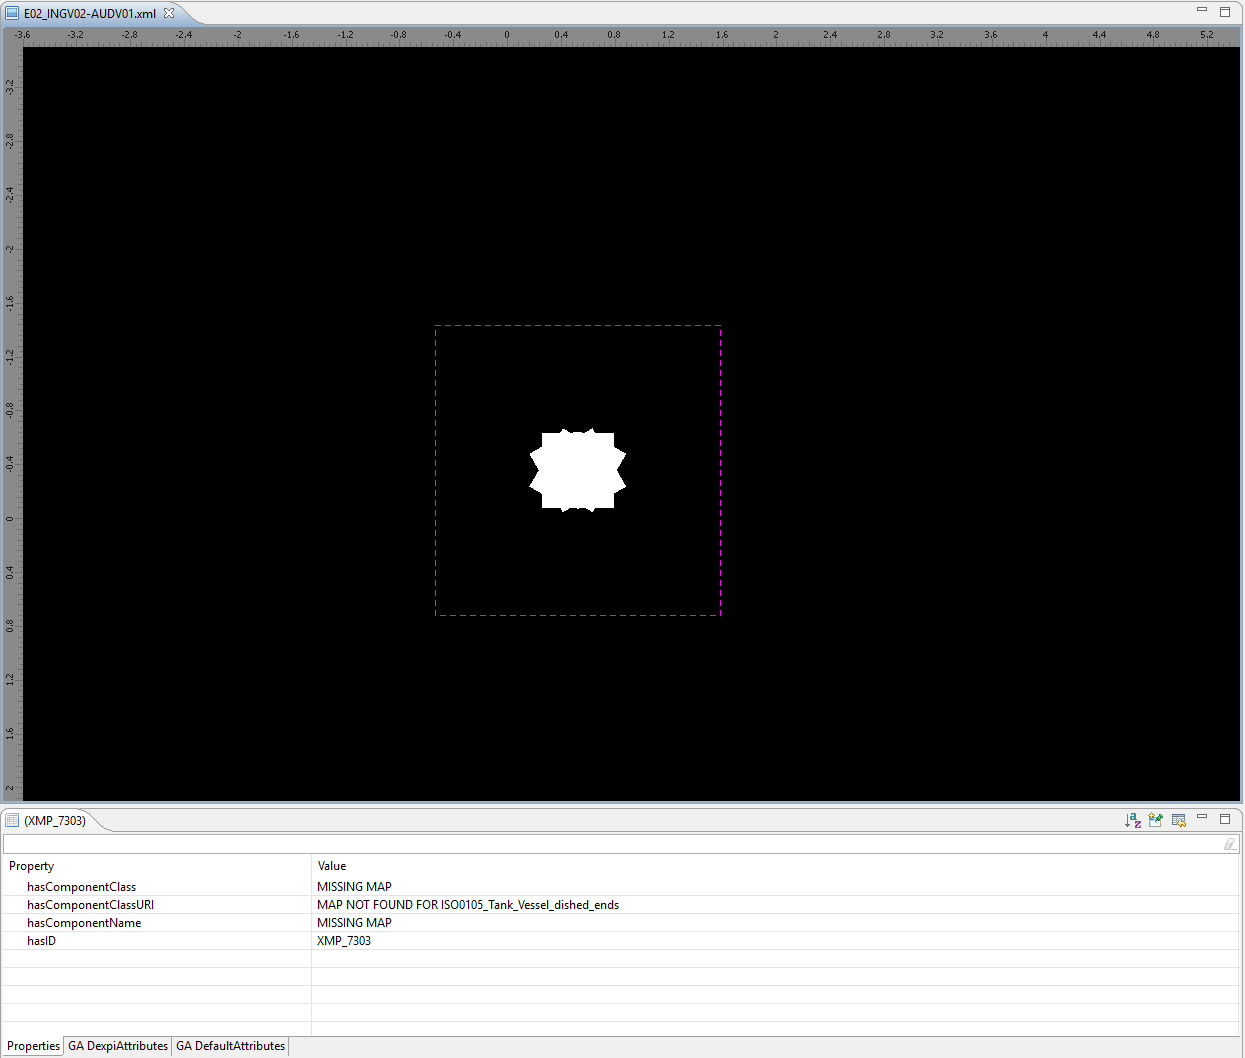 E02_INGV02-AUDV01.xml
-3.6 -3.2 -2.8 -2.4 -2 -1.6 -1.2 -0.8 -0.4 0 0.4 0.8 1.2 1.6 2 2.4 2.8 3.2 3.6 4 4.4 4.8 5.2
-3.2
-2.8
-2.4
-2
-1.6
-1.2
-0.8
-0.4
0
0.4
0.8
1.2
1.6
2
(XMP_7303)
Property Value
hasComponentClass MISSING MAP
hasComponentClassURI MAP NOT FOUND FOR ISO0105_Tank_Vessel_dished_ends
hasComponentName MISSING MAP
hasID XMP_7303
Properties GA DexpiAttributes GA DefaultAttributes